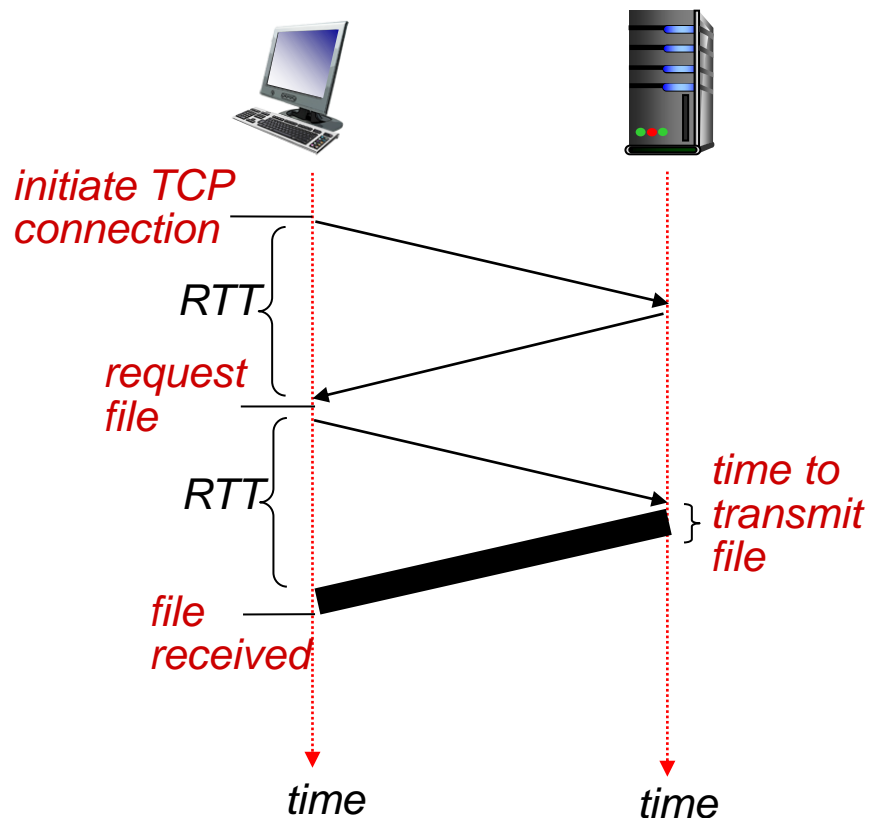 initiate TCP
connection
RTT
request
file
RTT
time to
transmit
file
file
received
time
time